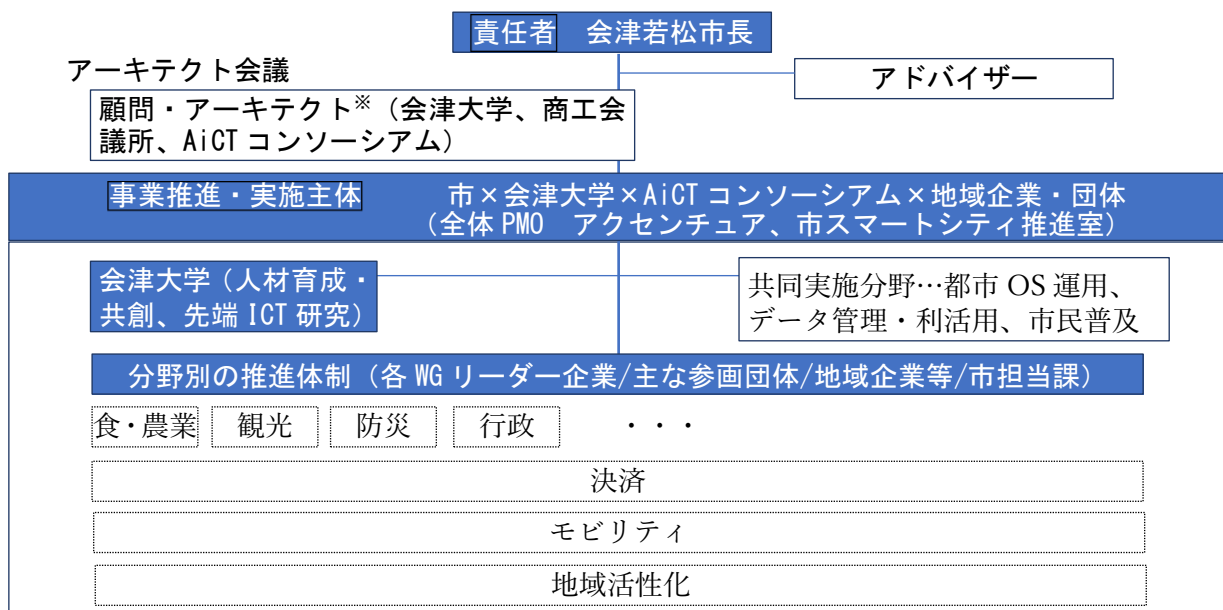 責任者　会津若松市長
アーキテクト会議
アドバイザー
顧問・アーキテクト※（会津大学、商工会
議所、AiCT コンソーシアム）
事業推進・実施主体　　　市×会津大学×AiCT コンソーシアム×地域企業・団体
（全体 PMO　アクセンチュア、市スマートシティ推進室）
会津大学（人材育成・
共創、先端 ICT 研究）
共同実施分野…都市 OS 運用、
データ管理・利活用、市民普及
分野別の推進体制（各 WG リーダー企業/主な参画団体/地域企業等/市担当課）
食・農業　観光　防災　行政　・・・
決済
モビリティ
地域活性化